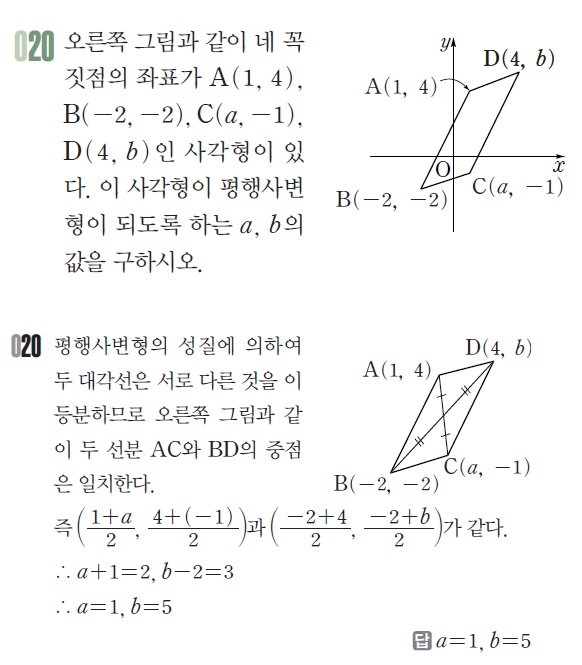 020 오른쪽 그림과 같이 네 꼭
짓점의 좌표가 A(1, 4),
B(-2, -2), C(a, -1),
D(4, b)인 사각형이 있
다. 이 사각형이 평행사변
형이 되도록 하는 a, b의
값을 구하시오.
y
D(4, b)
A(1, 4)
O
x
B(-2, -2)
C(a, -1)
020 평행사변형의 성질에 의하여
두 대각선은 서로 다른 것을 이
등분하므로 오른쪽 그림과 같
이 두 선분 AC와 BD의 중점
은 일치한다.
D(4, b)
A(1, 4)
C(a, -1)
B(-2, -2)
즉 (1+a/2, 4+(-1)/2)과 (-2+4/2, -2+b/2)가 같다.
∴ a+1=2, b-2=3
∴ a=1, b=5
답 a=1, b=5